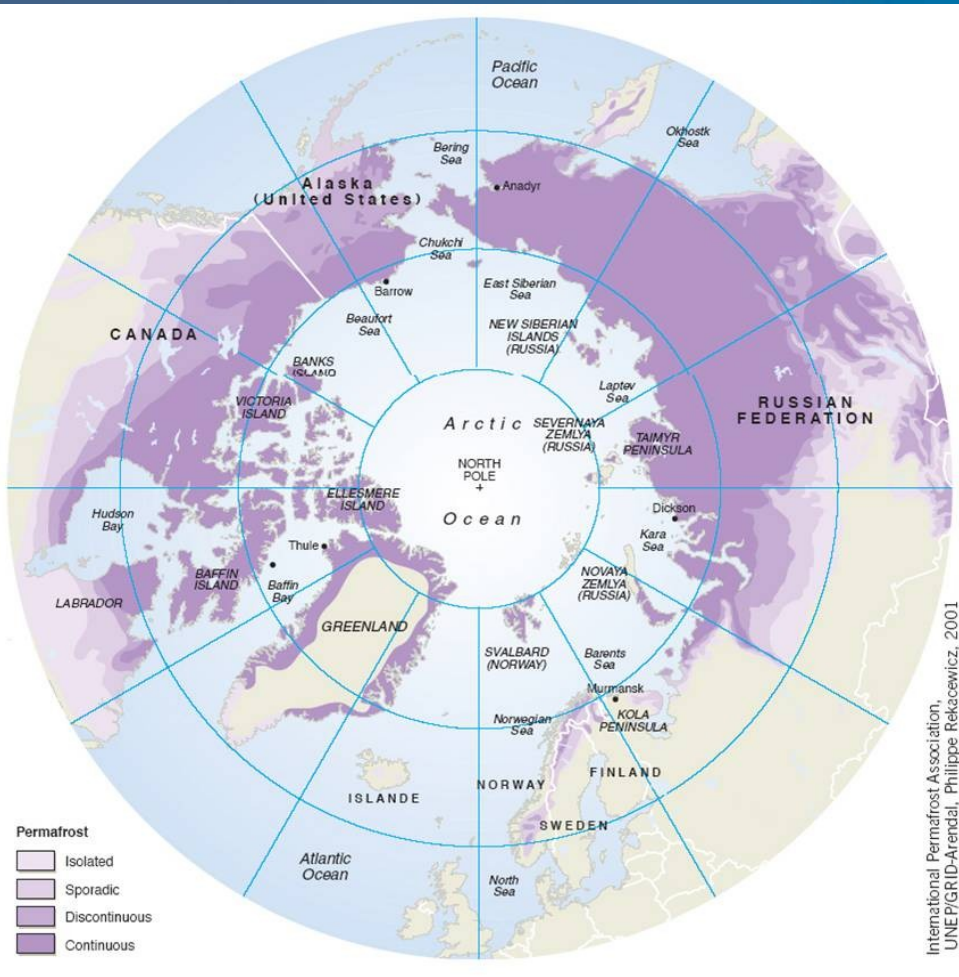 Pacific
Ocean
Okhostk
Sea
Bering
Sea
Alaska
(United States)
Anadyr
Chukchi
Sea
Barrow
East Siberian
Sea
Beaufort
Sea
NEW SIBERIAN
ISLANDS
(RUSSIA)
CANADA
BANKS
ISLAND
VICTORIA
ISLAND
Laptev
Sea
RUSSIAN
FEDERATION
Arctic
SEVERNAYA
ZEMLYA
(RUSSIA)
TAIMYR
PENINSULA
NORTH
POLE
+
ELLESMERE
ISLAND
Ocean
Hudson
Bay
Dickson
Kara
Sea
Thule
BAFFIN
ISLAND
Baffin
Bay
NOVAYA
ZEMLYA
(RUSSIA)
LABRADOR
GREENLAND
SVALBARD
(NORWAY)
Barents
Sea
Murmansk
KOLA
PENINSULA
Norwegian
Sea
NORWAY
FINLAND
ISLANDE
SWEDEN
Atlantic
Ocean
North
Sea
Permafrost
Isolated
Sporadic
Discontinuous
Continuous
International Permafrost Association,
UNEP/GRID-Arendal, Philippe Rekacewicz, 2001